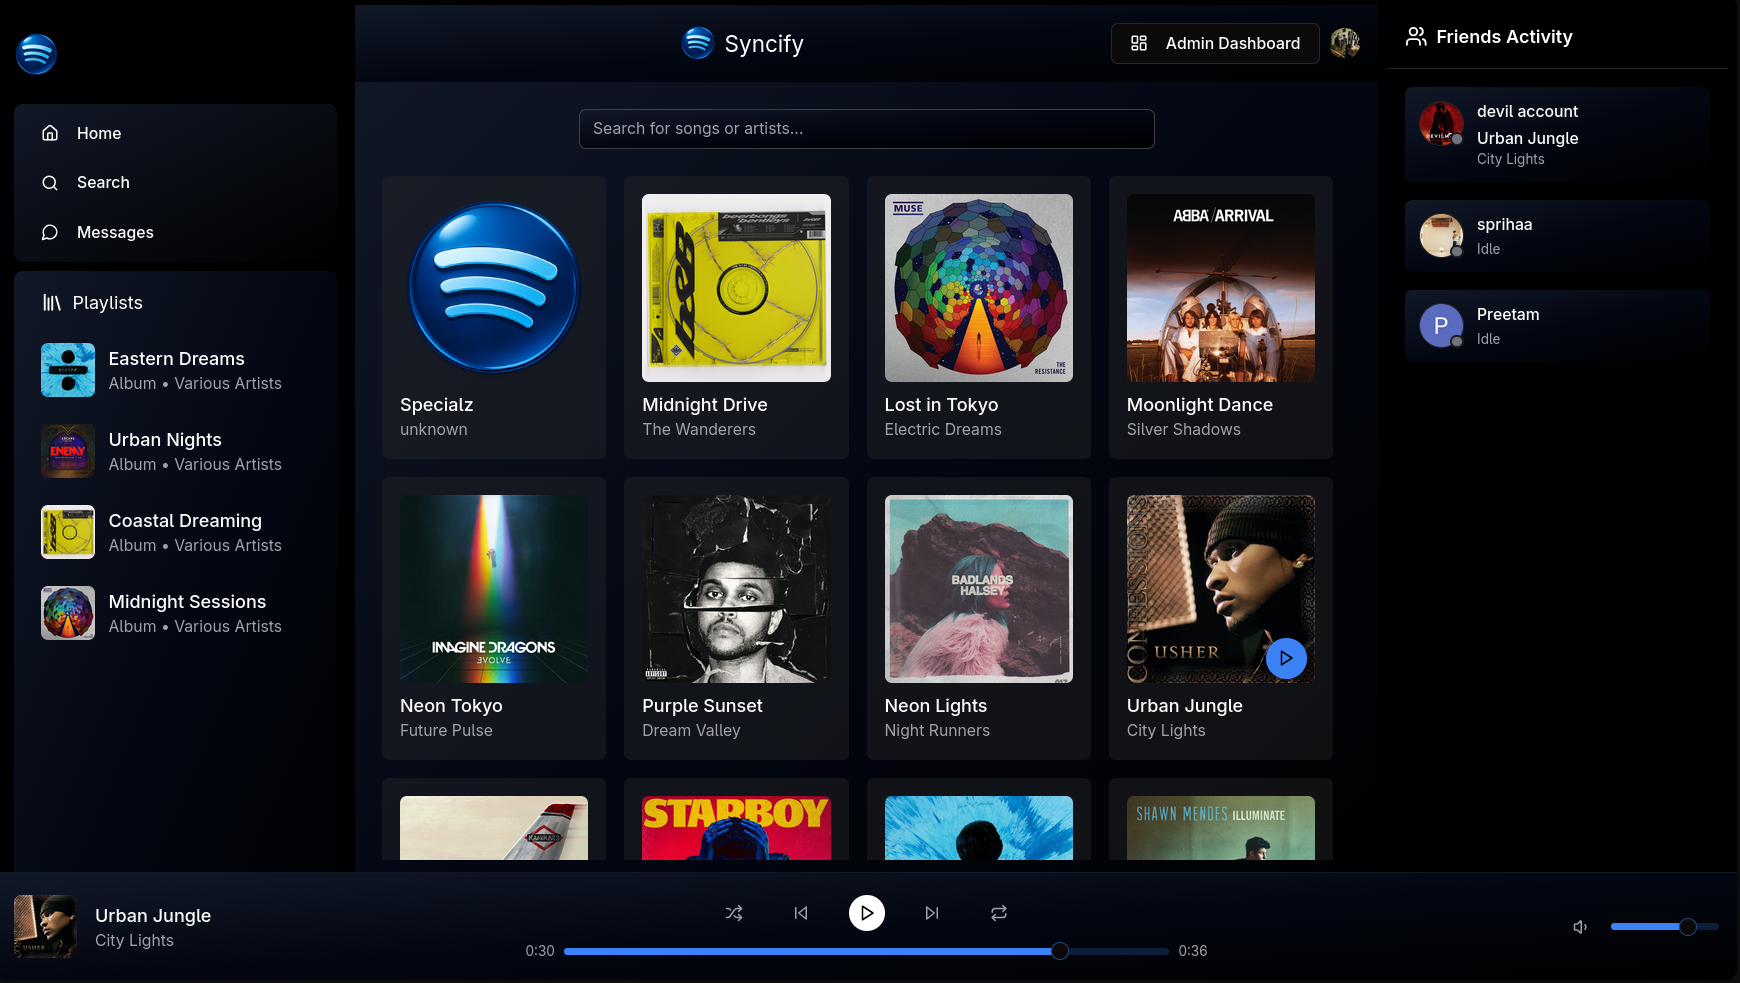 Syncify
Admin Dashboard
Friends Activity
Home
Search
Messages
Playlists
Eastern Dreams
Album • Various Artists
Urban Nights
Album • Various Artists
Coastal Dreaming
Album • Various Artists
Midnight Sessions
Album • Various Artists
Search for songs or artists...
Specialz
unknown
beerbongs
bentleys
Midnight Drive
The Wanderers
MUSE
THE
RESISTANCE
Lost in Tokyo
Electric Dreams
ABBA/ARRIVAL
Moonlight Dance
Silver Shadows
IMAGINE DRAGONS
EVOLVE
Neon Tokyo
Future Pulse
Purple Sunset
Dream Valley
BADLANDS
HALSEY
Neon Lights
Night Runners
CONFESSIONS
USHER
Urban Jungle
City Lights
STARBOY
SHAWN MENDES ILLUMINATE
devil account
Urban Jungle
City Lights
sprihaa
Idle
P
Preetam
Idle
ENEMY
USHER
Urban Jungle
City Lights
0:30
0:36